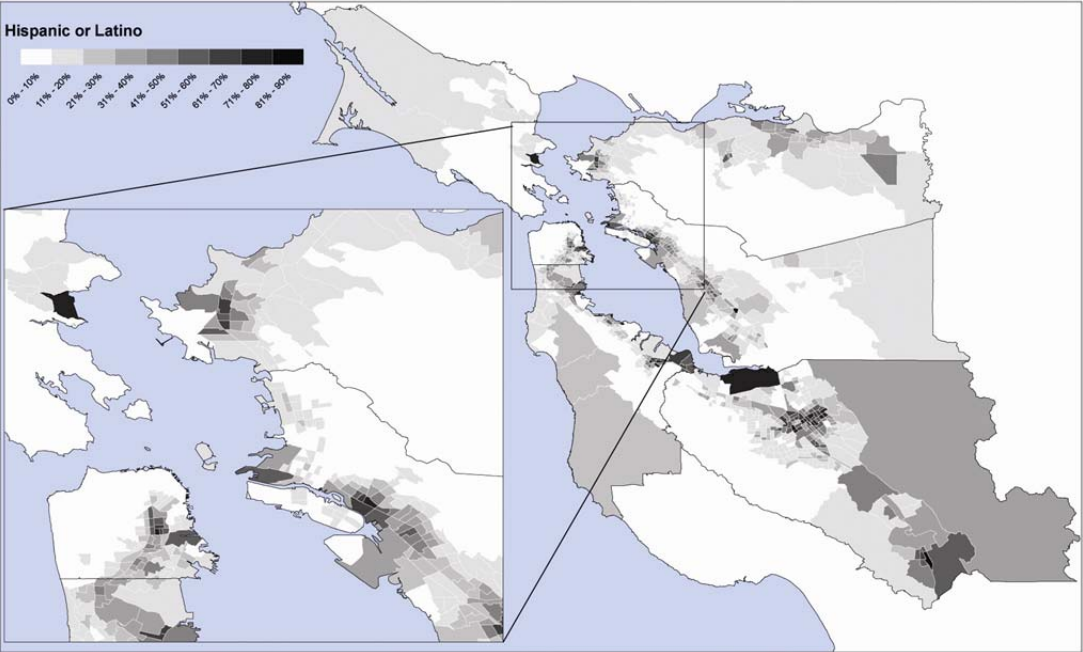 Hispanic or Latino
0% - 10%
11% - 20%
21% - 30%
31% - 40%
41% - 50%
51% - 60%
61% - 70%
71% - 80%
81% - 90%